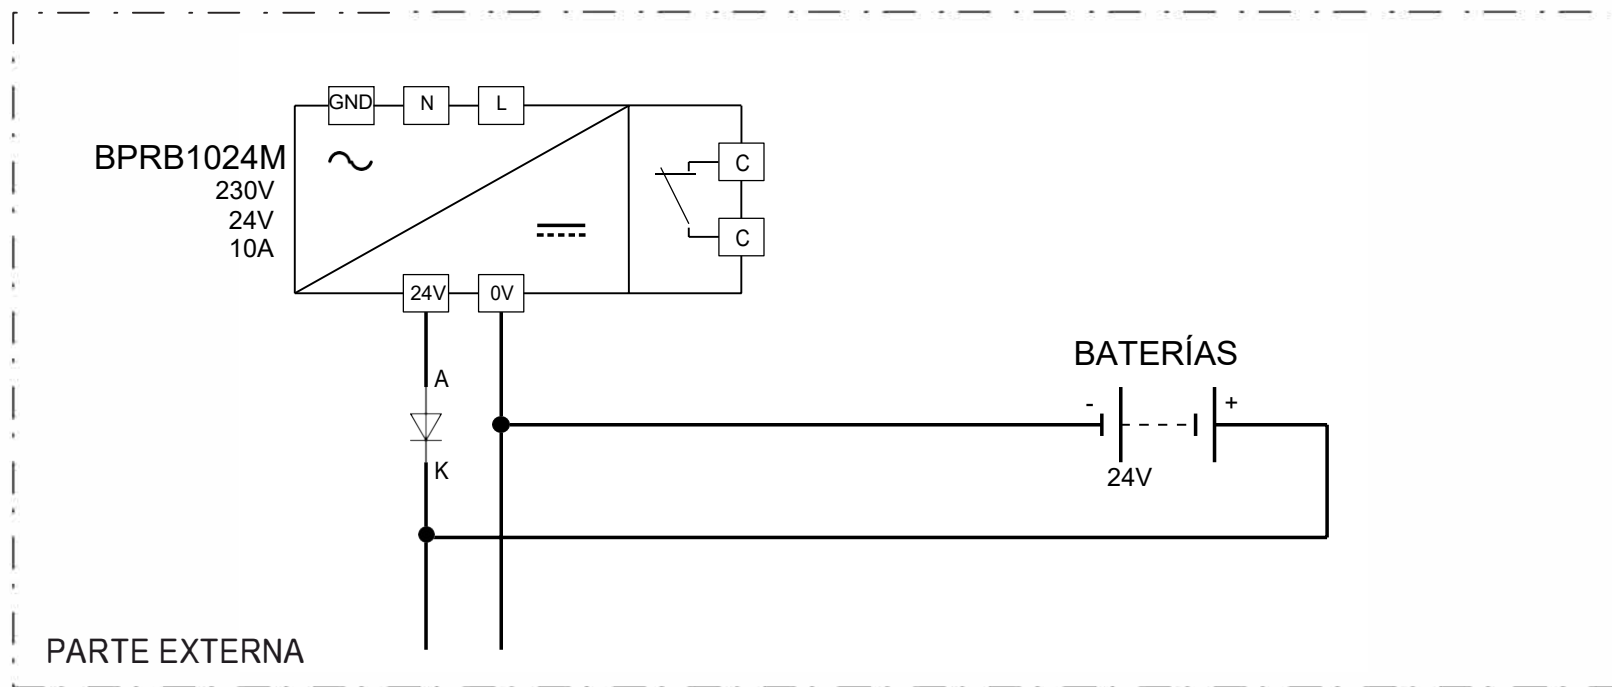 GND N L
BPRB1024M
230V
24V
10A
C
C
24V 0V
A
K
BATERÍAS
- +
24V
PARTE EXTERNA